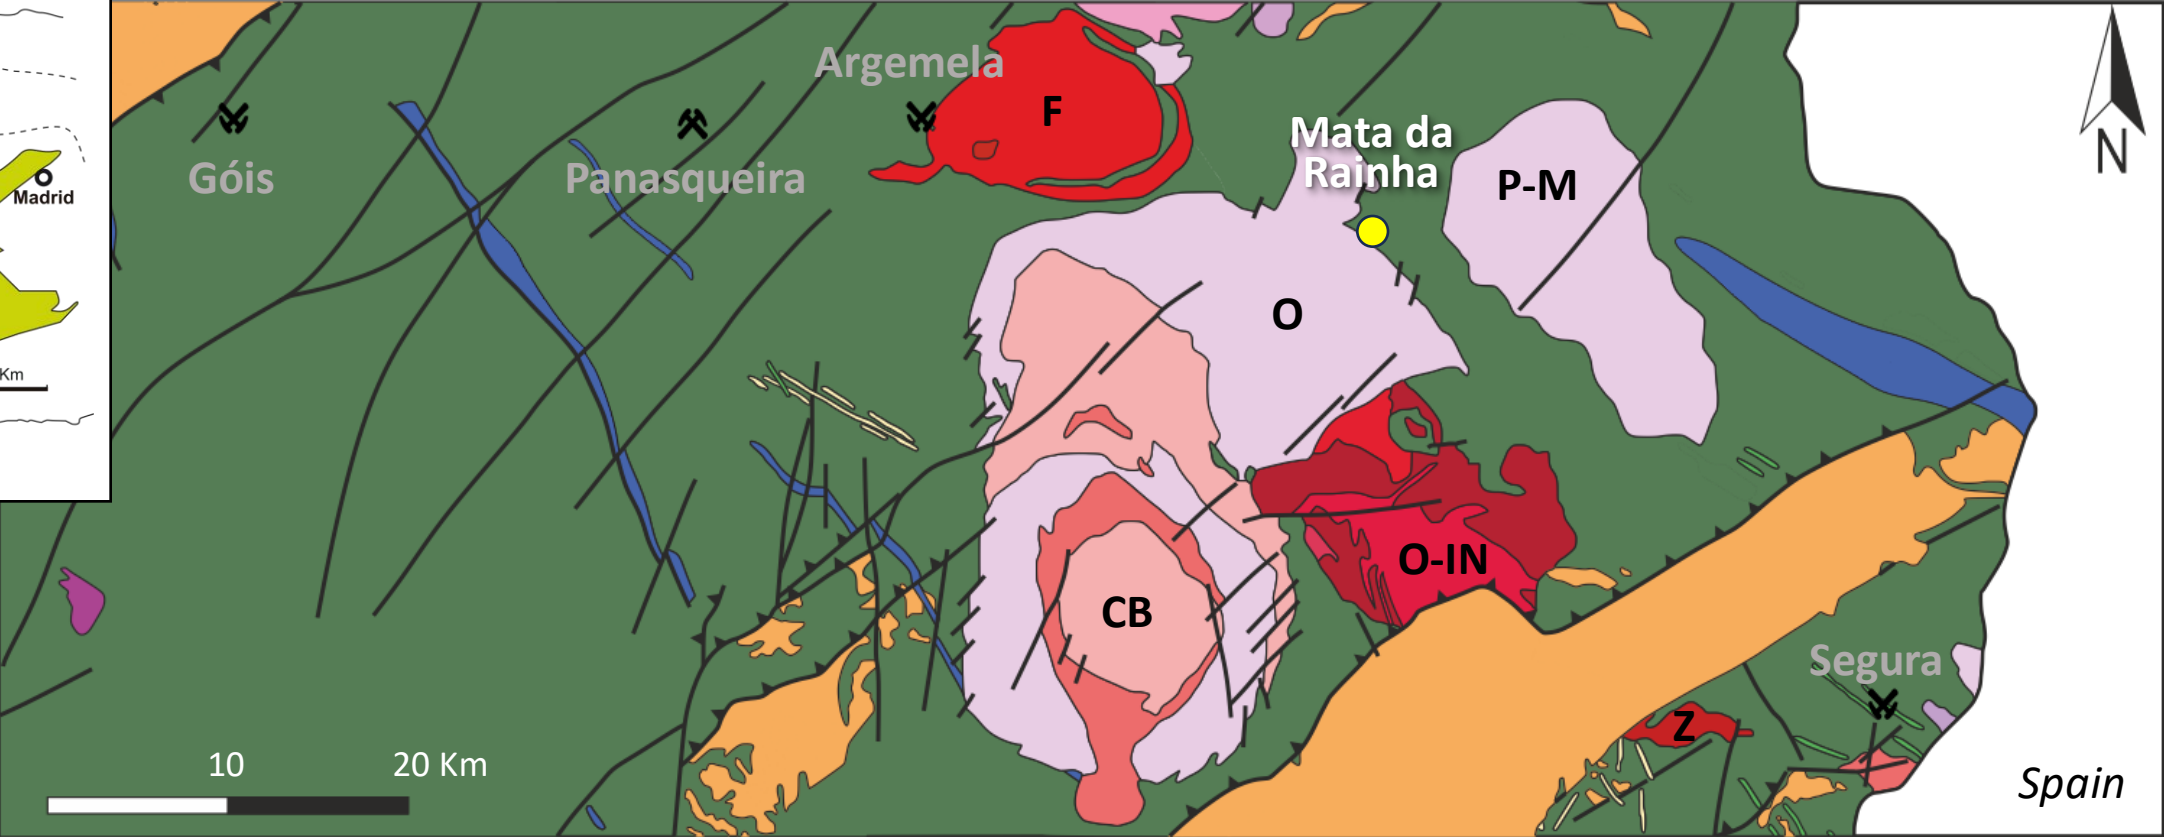 Argemela
F
Mata da
Rainha
P-M
N
Góis
Panasqueira
Madrid
O
Km
O-IN
CB
Segura
Z
10
20 Km
Spain